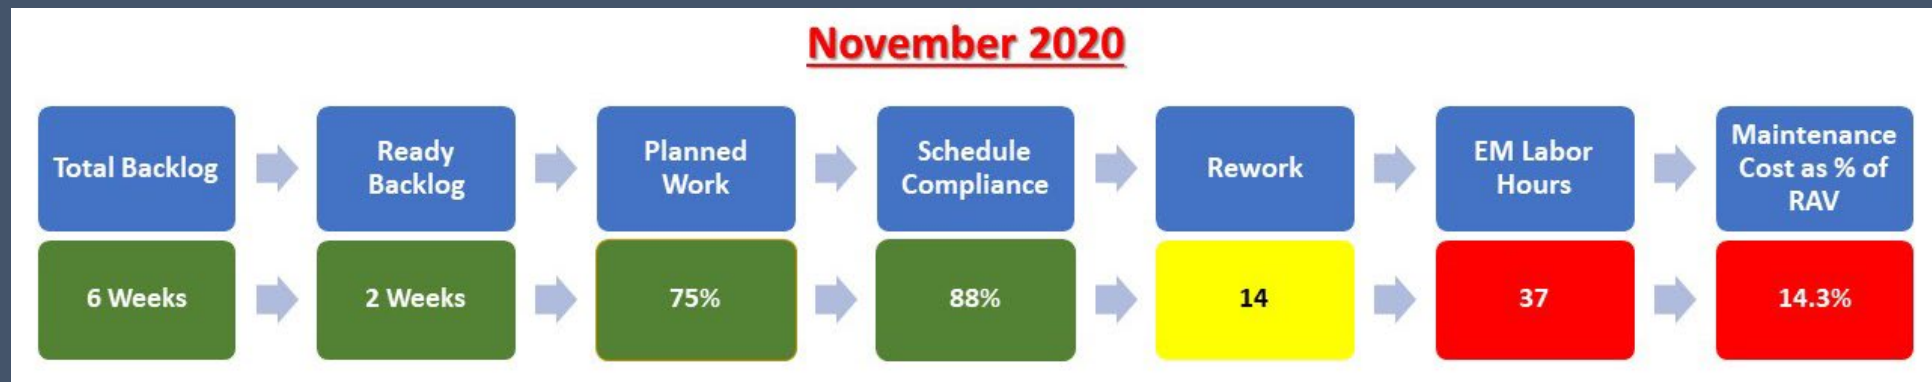 November 2020
Total Backlog
Ready
Backlog
Planned
Work
Schedule
Compliance
Rework
EM Labor
Hours
Maintenance
Cost as % of
RAV
6 Weeks
2 Weeks
75%
88%
14
37
14.3%